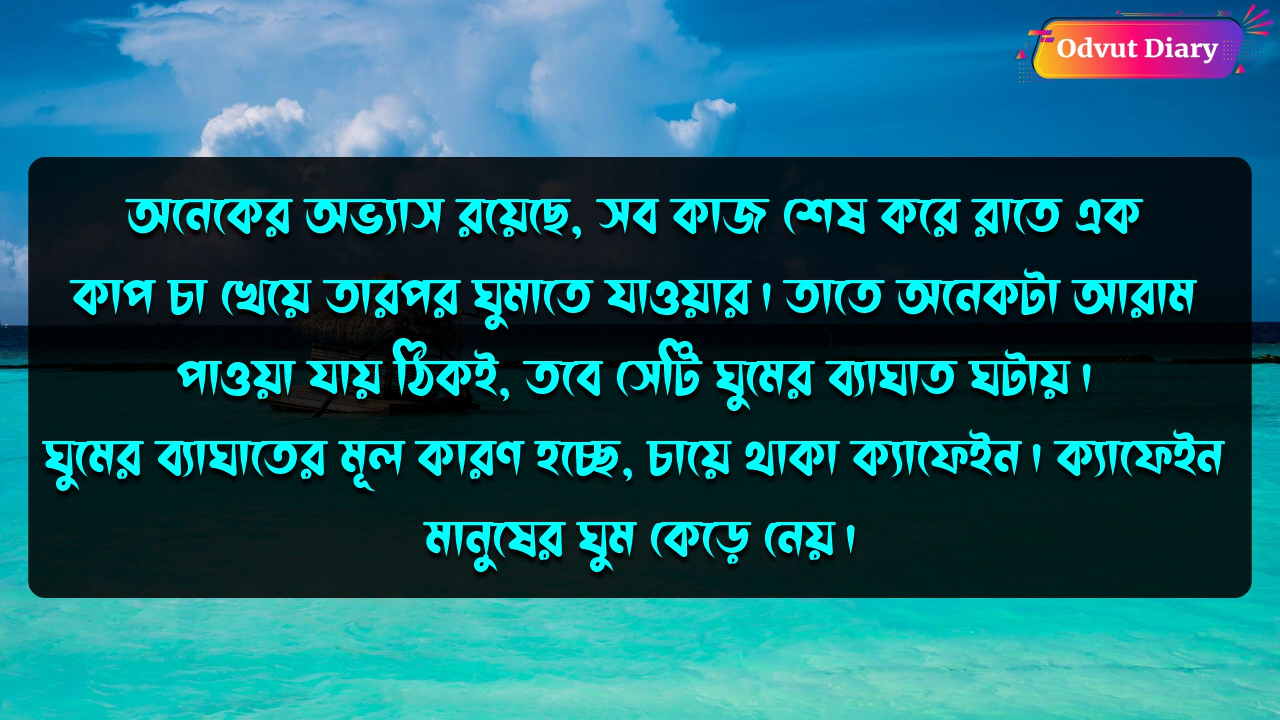 Odvut Diary
অনেকের অভ্যাস রয়েছে, সব কাজ শেষ করে রাতে এক
কাপ চা খেয়ে তারপর ঘুমাতে যাওয়ার। তাতে অনেকটা আরাম
পাওয়া যায় ঠিকই, তবে সেটি ঘুমের ব্যাঘাত ঘটায়।
ঘুমের ব্যাঘাতের মূল কারণ হচ্ছে, চায়ে থাকা ক্যাফেইন। ক্যাফেইন
মানুষের ঘুম কেড়ে নেয়।